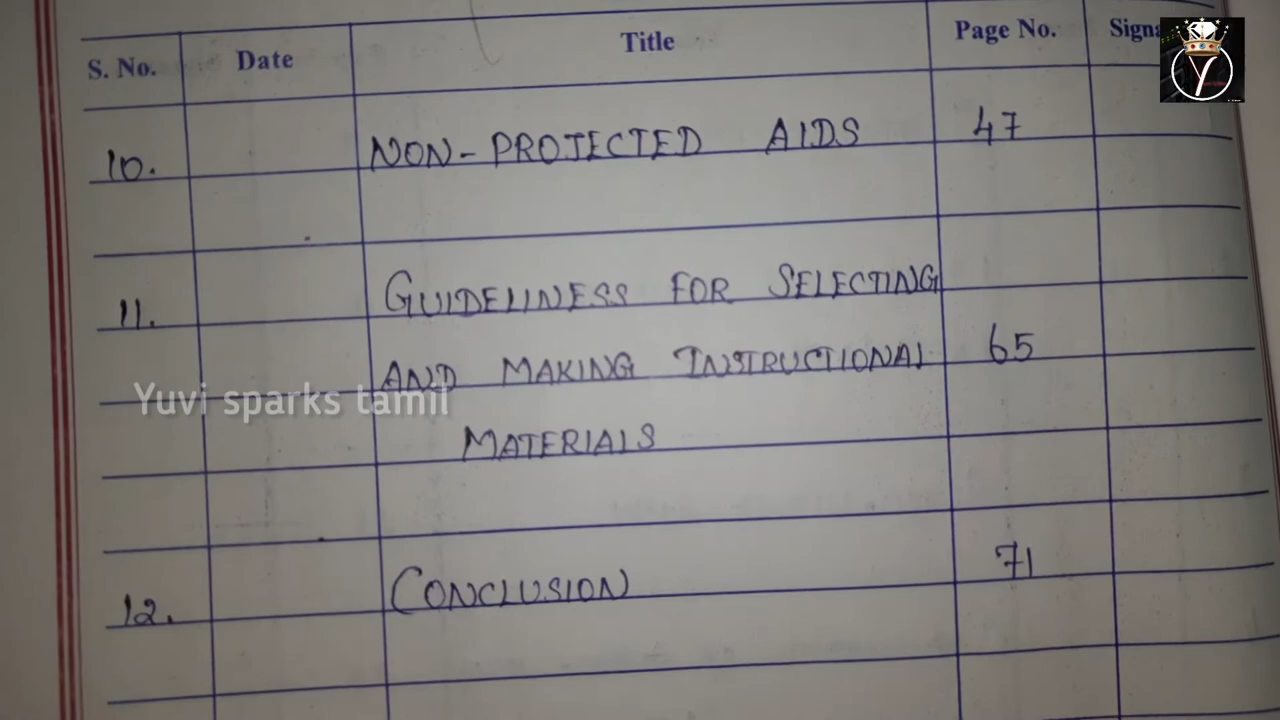 S. No. Date Title Page No. Signa
10. NON-PROJECTED AIDS 47
11. GUIDELINESS FOR SELECTING
AND MAKING INSTRUCTIONAL 65
MATERIALS
12. CONCLUSION 71
Yuvi sparks tamil
Y